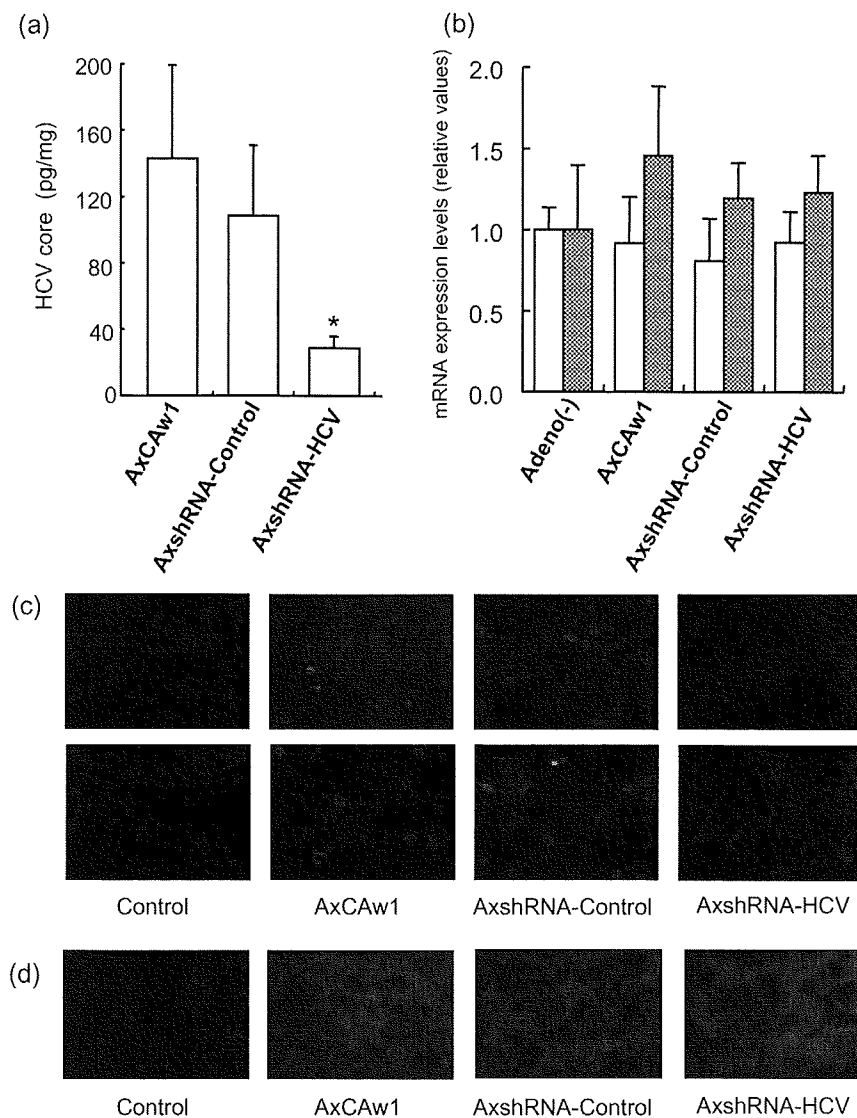 (a)
HCV core (pg/mg)
200
160
120
80
40
0
*
AxCAw1
AxshRNA-Control
AxshRNA-HCV
(b)
mRNA expression levels (relative values)
2.0
1.5
1.0
0.5
0.0
Adeno(-)
AxCAw1
AxshRNA-Control
AxshRNA-HCV
(c)
Control
AxCAw1
AxshRNA-Control
AxshRNA-HCV
(d)
Control
AxCAw1
AxshRNA-Control
AxshRNA-HCV